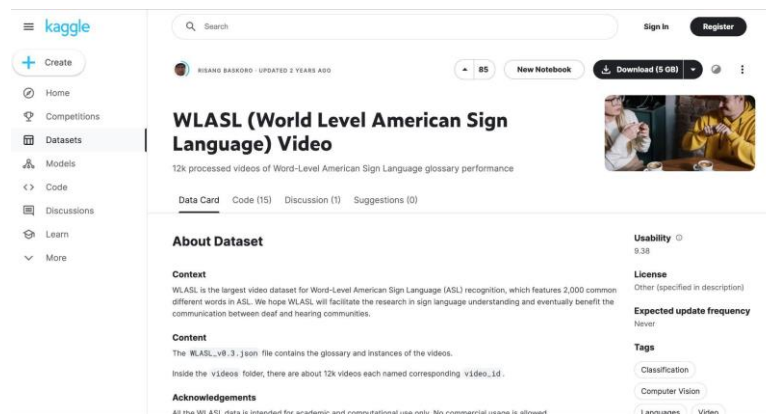 kaggle
Search
Sign In
Register
Create
Home
Competitions
Datasets
Models
Code
Discussions
Learn
More
RISANG BASKORO · UPDATED 2 YEARS AGO
85
New Notebook
Download (5 GB)
WLASL (World Level American Sign
Language) Video
12k processed videos of Word-Level American Sign Language glossary performance
Data Card
Code (15)
Discussion (1)
Suggestions (0)
About Dataset
Context
WLASL is the largest video dataset for Word-Level American Sign Language (ASL) recognition, which features 2,000 common
different words in ASL. We hope WLASL will facilitate the research in sign language understanding and eventually benefit the
communication between deaf and hearing communities.
Content
The WLASL_v0.3.json file contains the glossary and instances of the videos.
Inside the videos folder, there are about 12k videos each named corresponding video_id.
Acknowledgements
All the WLASL data is intended for academic and computational use only. No commercial usage is allowed
Usability
9.38
License
Other (specified in description)
Expected update frequency
Never
Tags
Classification
Computer Vision
Languages
Video